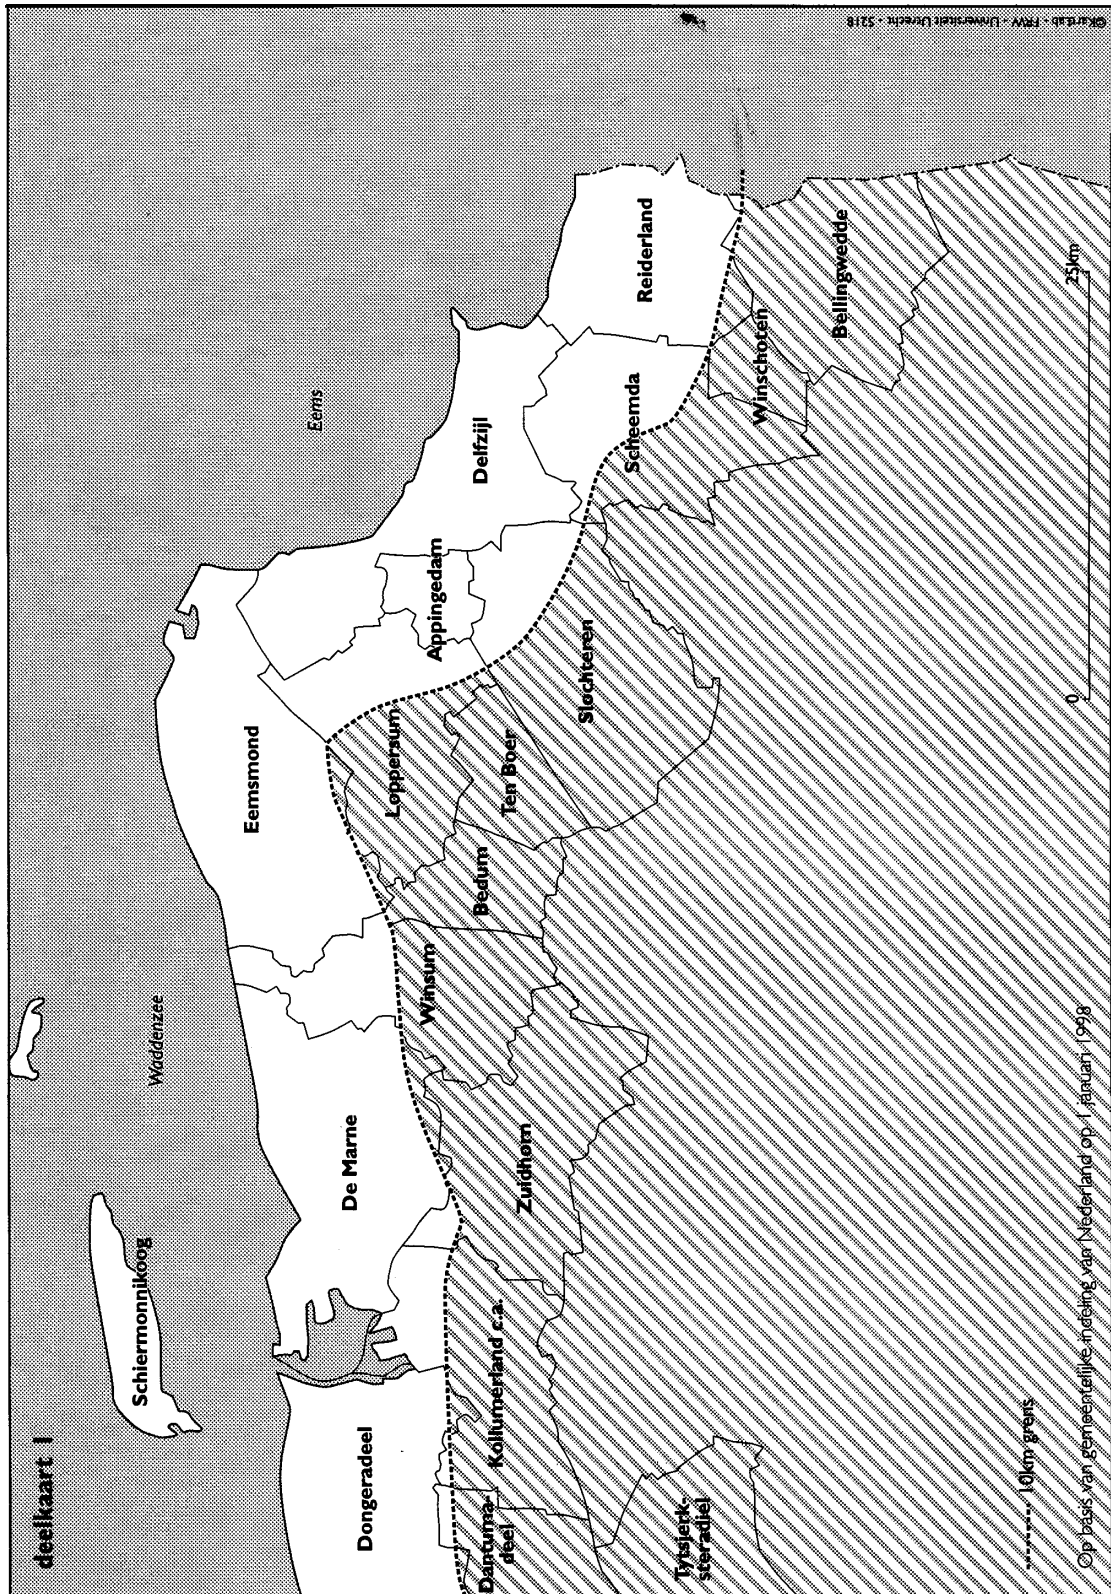 deelkaart 1
Schiermonnikoog
Waddenzee
Eems
Dongeradeel
De Marne
Eemsmond
Delfzijl
Appingedam
Reiderland
Scheemda
Loppersum
Winsum
Bedum
Ten Boer
Slochteren
Winschoten
Bellingwedde
Kollumerland c.a.
Zuidhorn
Dantuma-
deel
Tytsjerk-
steradiel
10km grens
0
25km
Op basis van gemeentelijke indeling van Nederland op 1 januari 1998
©KartLab - FRW - Universiteit Utrecht - 5218